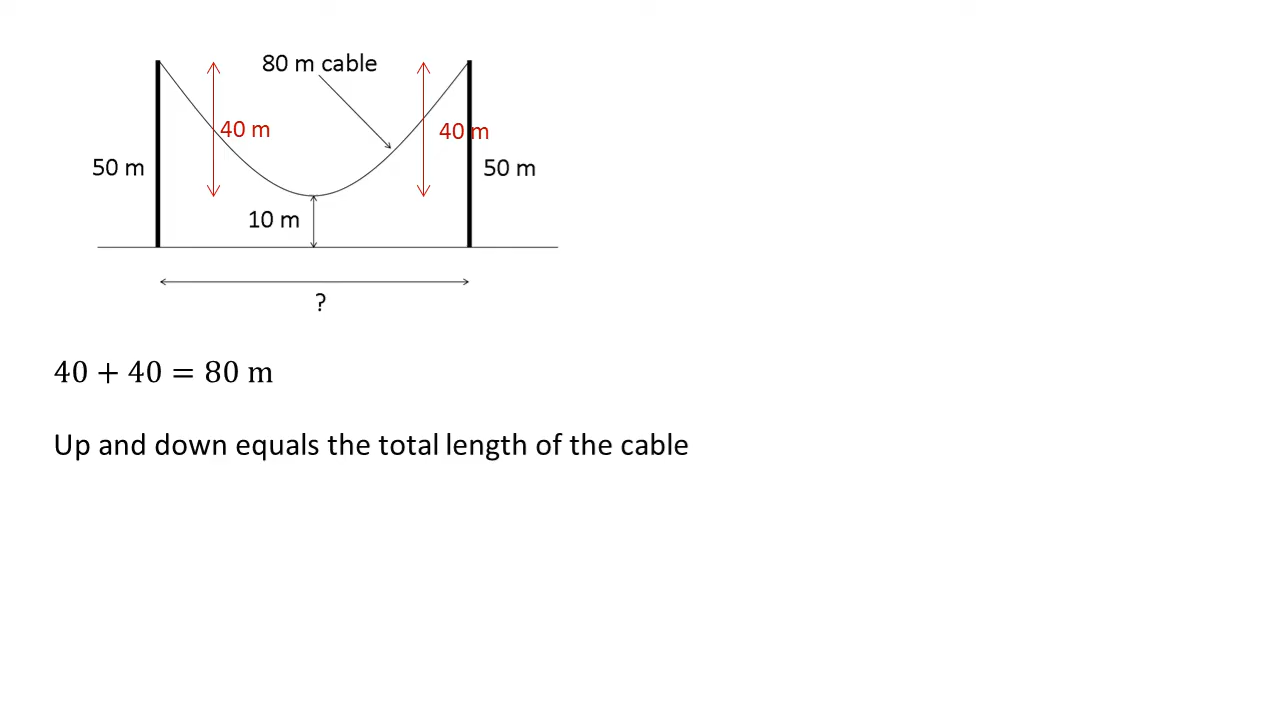 80 m cable
40 m
40 m
50 m
50 m
10 m
?
40 + 40 = 80 m
Up and down equals the total length of the cable